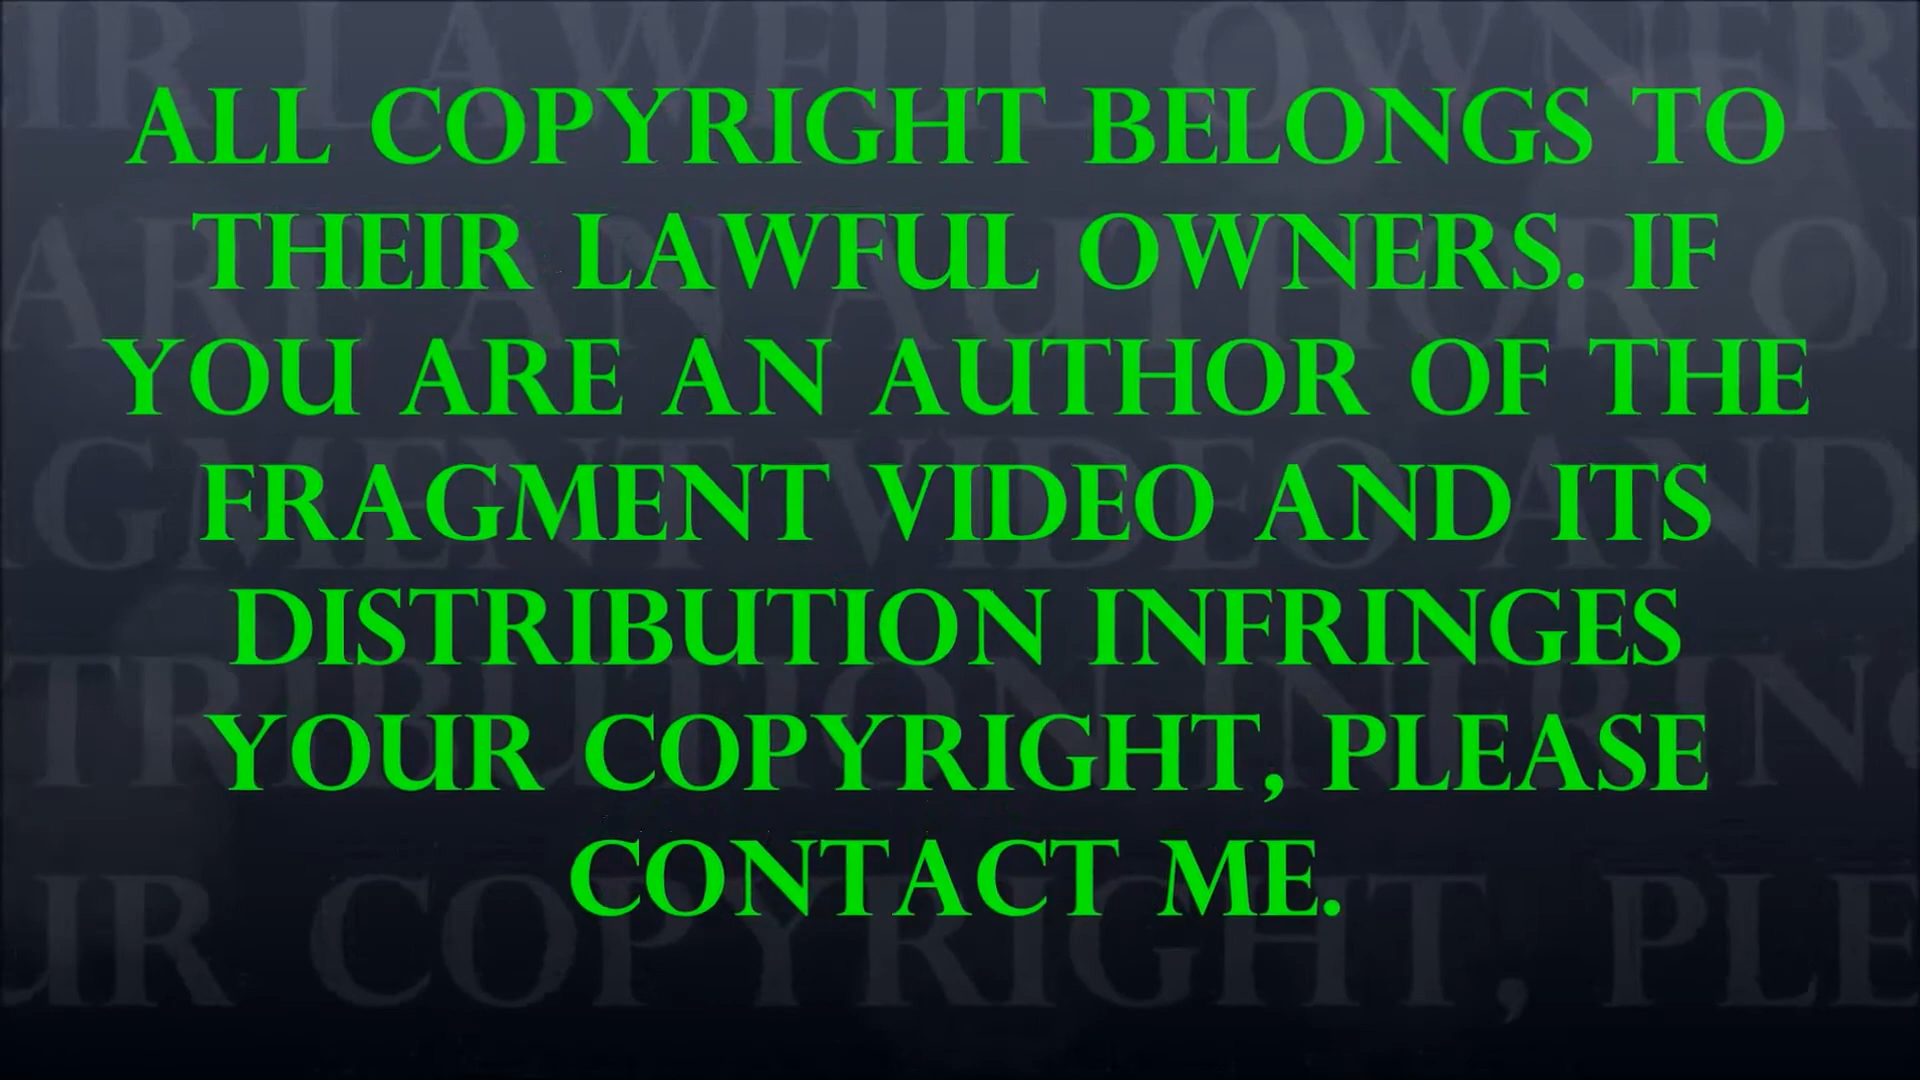 ALL COPYRIGHT BELONGS TO
THEIR LAWFUL OWNERS. IF
YOU ARE AN AUTHOR OF THE
FRAGMENT VIDEO AND ITS
DISTRIBUTION INFRINGES
YOUR COPYRIGHT, PLEASE
CONTACT ME.